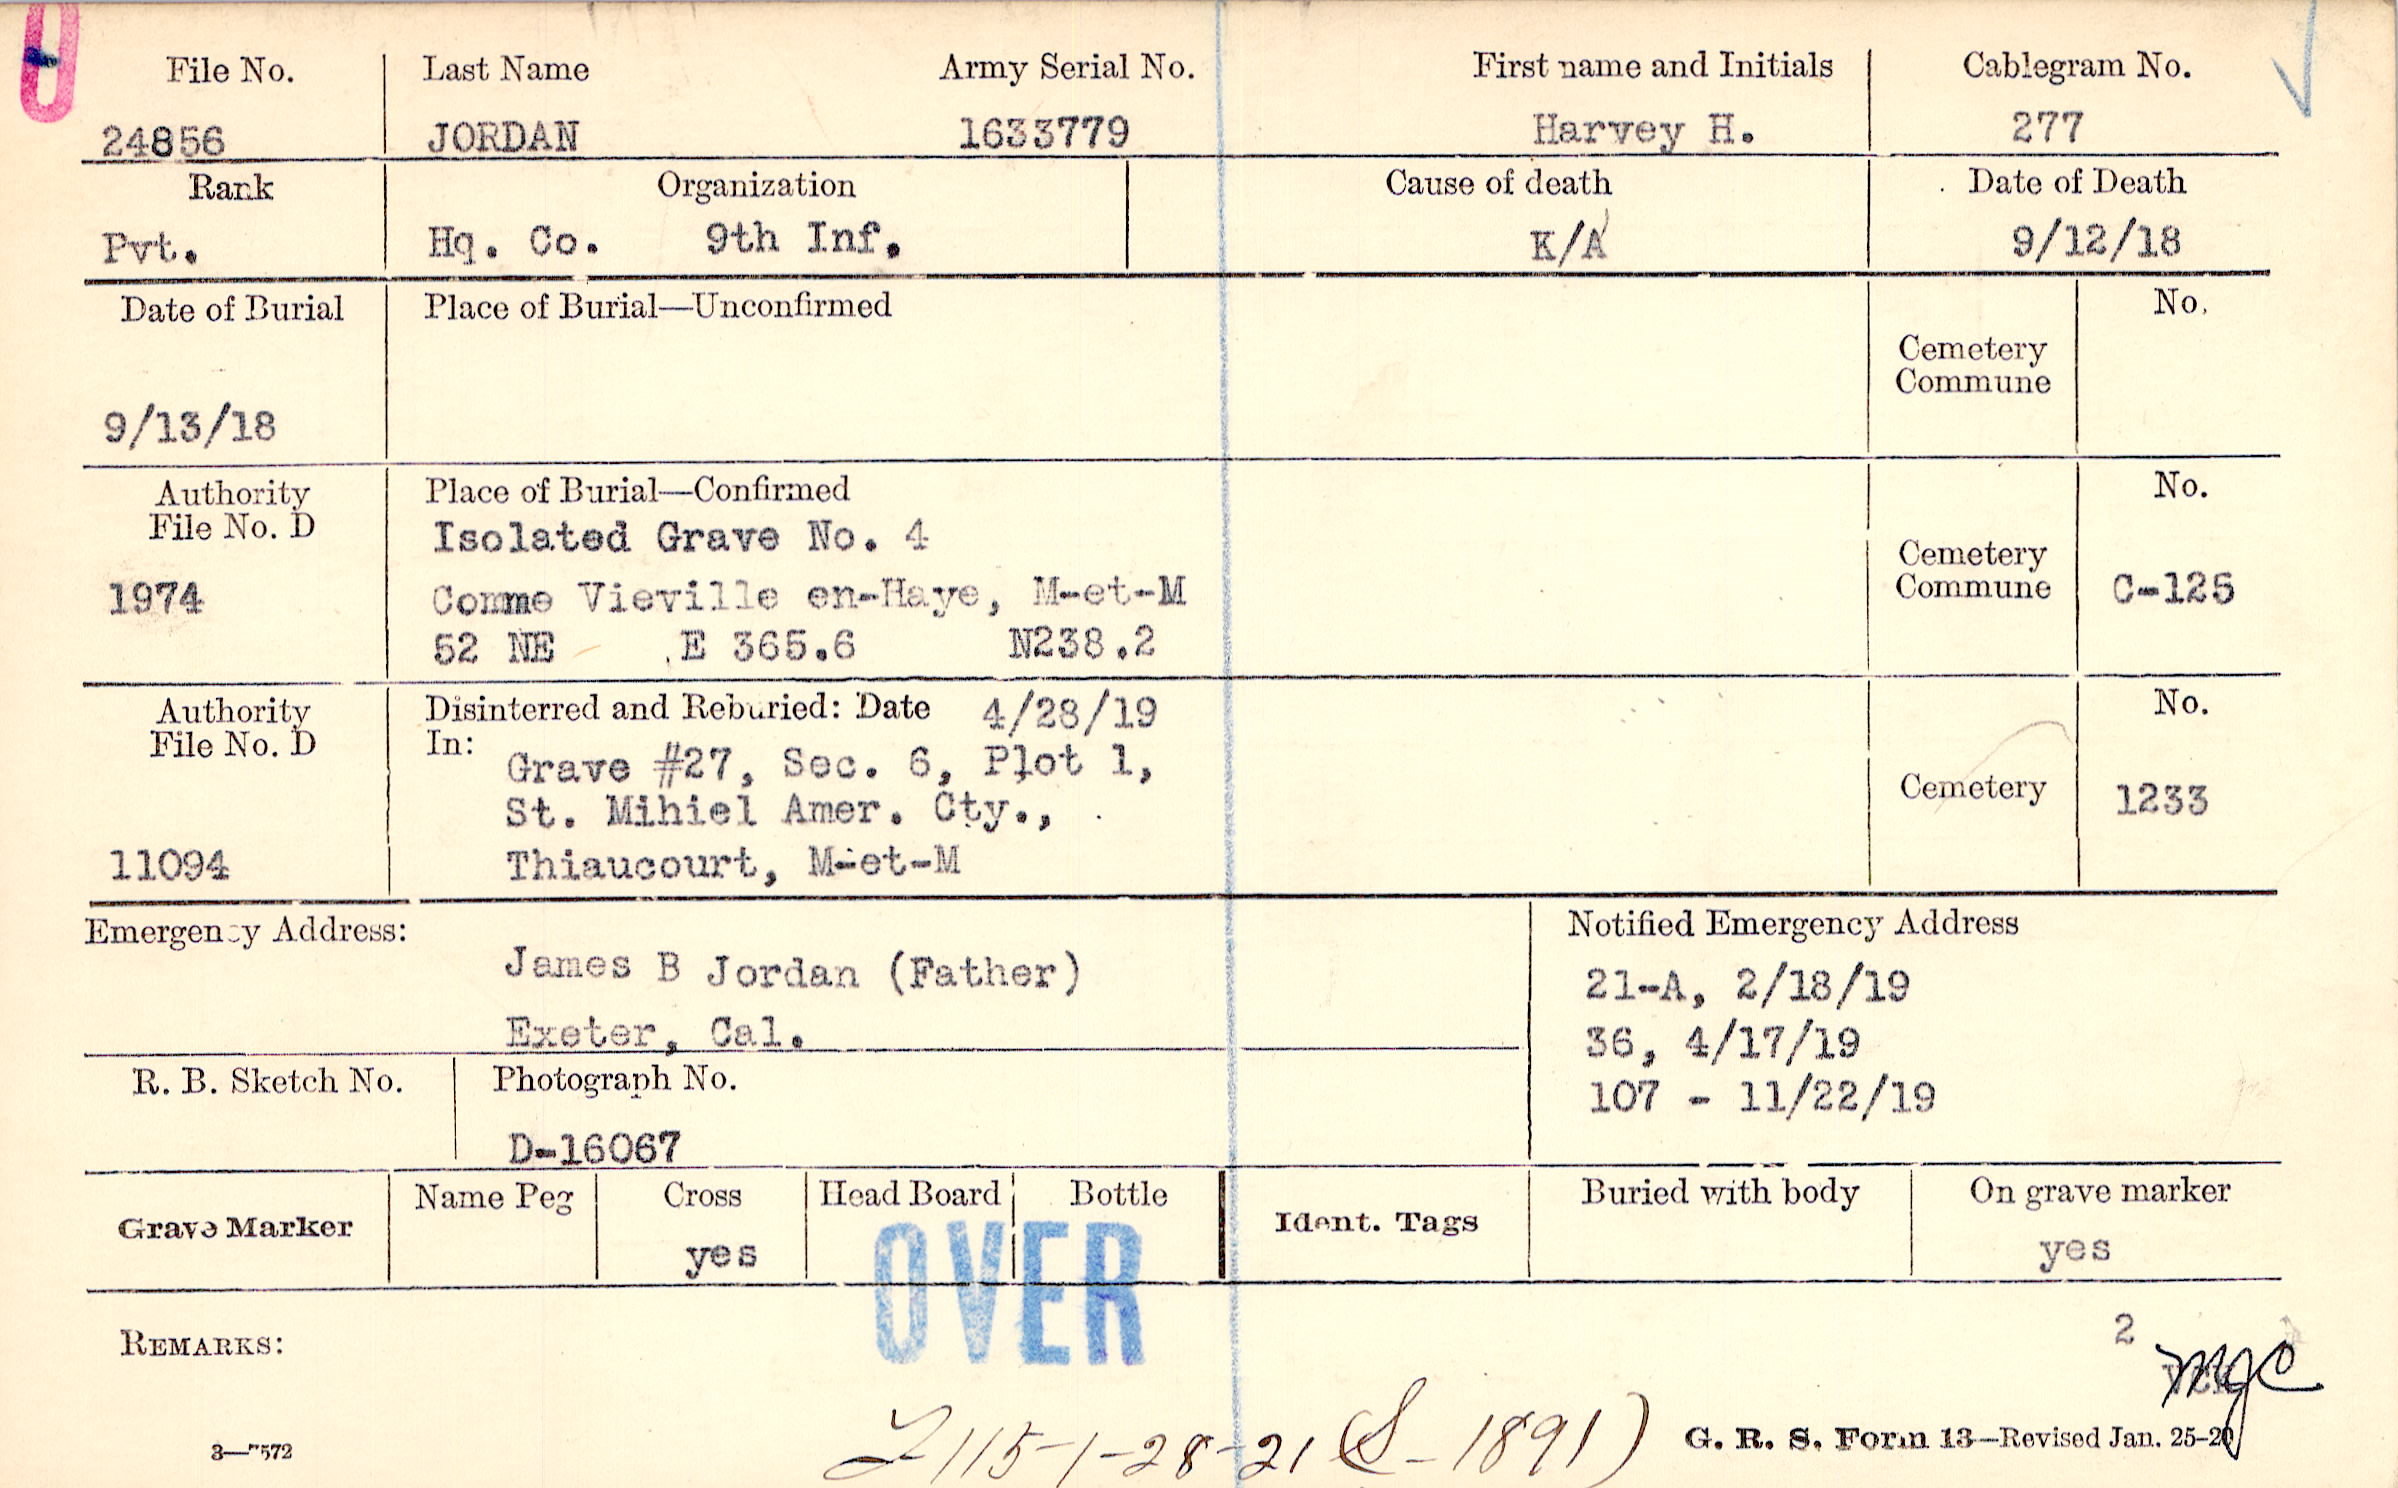 File No. Last Name Army Serial No. First name and Initials Cablegram No.
24856 JORDAN 1633779 Harvey H. 277
Rank Organization Cause of death Date of Death
Pvt. Hq. Co. 9th Inf. K/A 9/12/18
Date of Burial Place of Burial—Unconfirmed No.
Cemetery
Commune
9/13/18
Authority Place of Burial—Confirmed No.
File No. D
Isolated Grave No. 4
Cemetery
Commune
1974 Comme Vieville en-Haye, M-et-M C-125
52 NE E 365.6 N238.2
Authority Disinterred and Reburied: Date 4/28/19 No.
File No. D In:
Grave #27, Sec. 6, Plot 1,
St. Mihiel Amer. Cty., Cemetery 1233
11094 Thiaucourt, M-et-M
Emergency Address: Notified Emergency Address
James B Jordan (Father) 21-A, 2/18/19
Exeter, Cal. 36, 4/17/19
R. B. Sketch No. Photograph No. 107 - 11/22/19
D-16067
Grave Marker Name Peg Cross Head Board Bottle Ident. Tags Buried with body On grave marker
yes yes
OVER
REMARKS: 2
mgc
115-1-28-21 (S-1891)
3—7572 G. R. S. Form 13—Revised Jan. 25-20